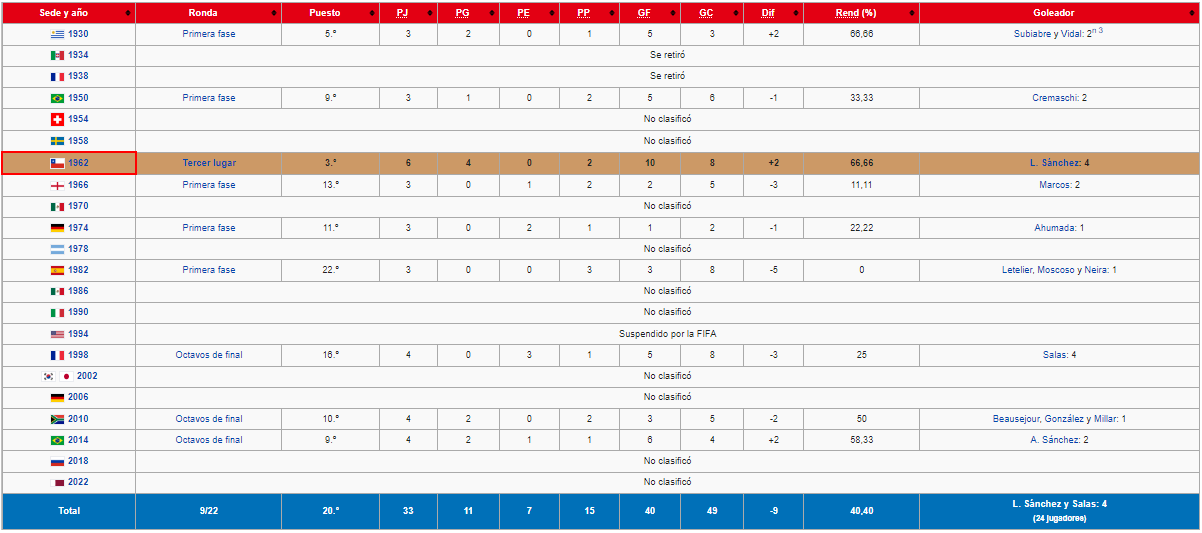 Sede y año Ronda Puesto PJ PG PE PP GF GC Dif Rend (%) Goleador
1930 Primera fase 5.º 3 2 0 1 5 3 +2 66,66 Subiabre y Vidal: 2n 3
1934 Se retiró
1938 Se retiró
1950 Primera fase 9.º 3 1 0 2 5 6 -1 33,33 Cremaschi: 2
1954 No clasificó
1958 No clasificó
1962 Tercer lugar 3.º 6 4 0 2 10 8 +2 66,66 L. Sánchez: 4
1966 Primera fase 13.º 3 0 1 2 2 5 -3 11,11 Marcos: 2
1970 No clasificó
1974 Primera fase 11.º 3 0 2 1 1 2 -1 22,22 Ahumada: 1
1978 No clasificó
1982 Primera fase 22.º 3 0 0 3 3 8 -5 0 Letelier, Moscoso y Neira: 1
1986 No clasificó
1990 No clasificó
1994 Suspendido por la FIFA
1998 Octavos de final 16.º 4 0 3 1 5 8 -3 25 Salas: 4
2002 No clasificó
2006 No clasificó
2010 Octavos de final 10.º 4 2 0 2 3 5 -2 50 Beausejour, González y Millar: 1
2014 Octavos de final 9.º 4 2 1 1 6 4 +2 58,33 A. Sánchez: 2
2018 No clasificó
2022 No clasificó
Total 9/22 20.º 33 11 7 15 40 49 -9 40,40 L. Sánchez y Salas: 4
(24 jugadores)